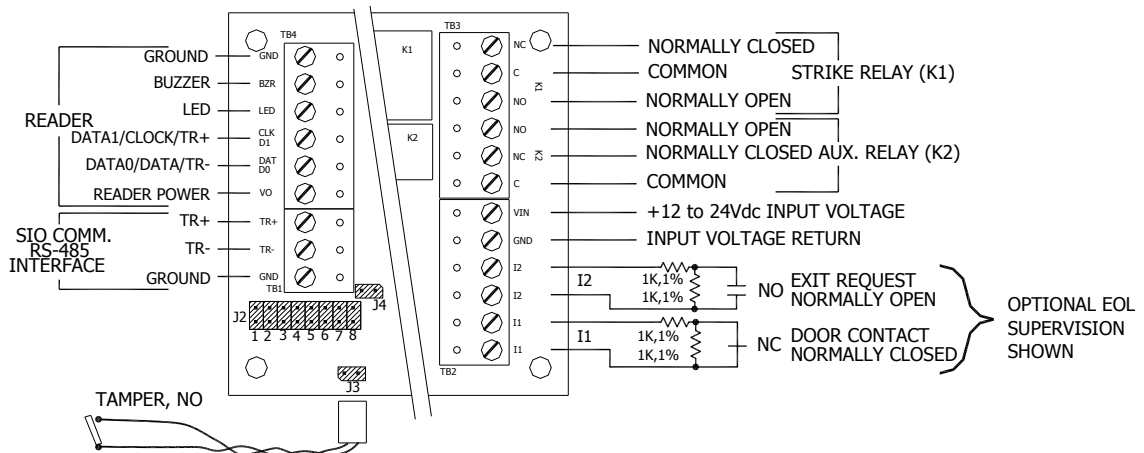 READER
GROUND
BUZZER
LED
DATA1/CLOCK/TR+
DATA0/DATA/TR-
READER POWER
SIO COMM.
RS-485
INTERFACE
TR+
TR-
GROUND
TB4
GND
BZR
LED
CLK
D1
DAT
D0
VO
TR+
TR-
GND
TB1
J4
J2
1 2 3 4 5 6 7 8
J3
TAMPER, NO
K1
K2
TB3
NC
C
NO
K1
NO
NC
C
K2
VIN
GND
I2
I2
I1
I1
TB2
NORMALLY CLOSED
COMMON
NORMALLY OPEN
STRIKE RELAY (K1)
NORMALLY OPEN
NORMALLY CLOSED AUX. RELAY (K2)
COMMON
+12 to 24Vdc INPUT VOLTAGE
INPUT VOLTAGE RETURN
I2
1K,1%
1K,1%
NO EXIT REQUEST
NORMALLY OPEN
I1
1K,1%
1K,1%
NC DOOR CONTACT
NORMALLY CLOSED
OPTIONAL EOL
SUPERVISION
SHOWN